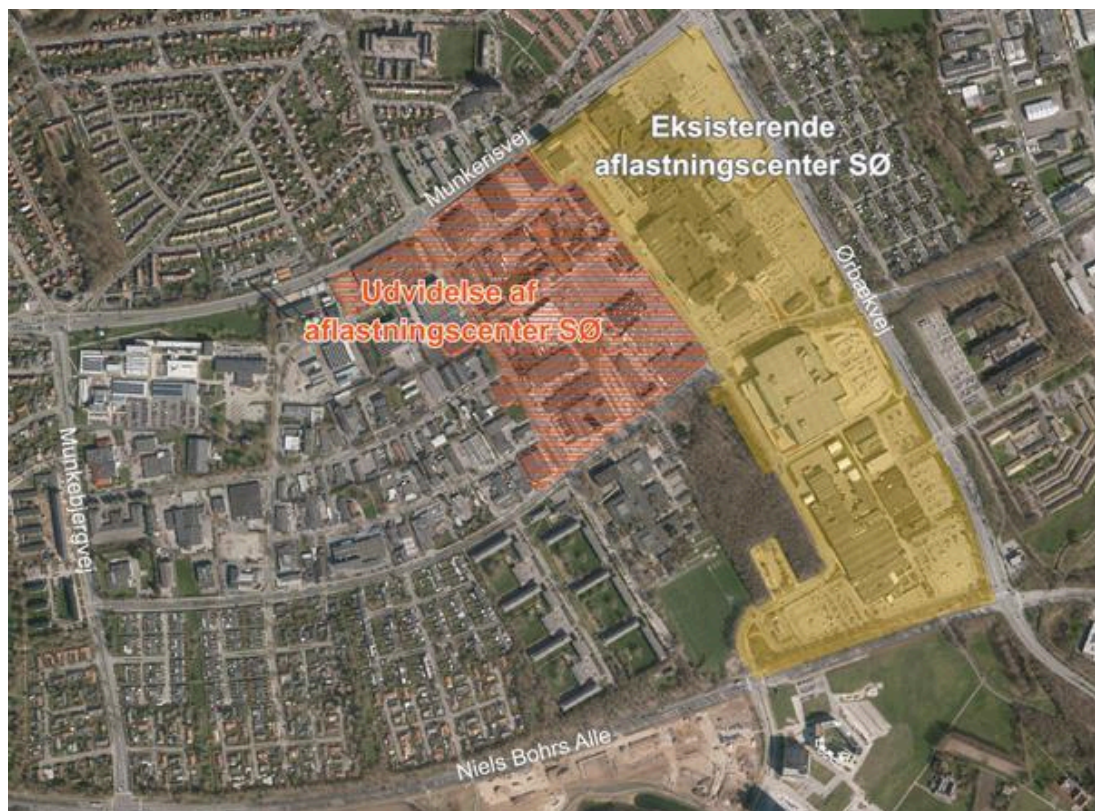 Eksisterende
aflastningscenter SØ
Munkerisvej
Ørbækvej
Udvidelse af
aflastningscenter SØ
Munkebjergvej
Niels Bohrs Alle